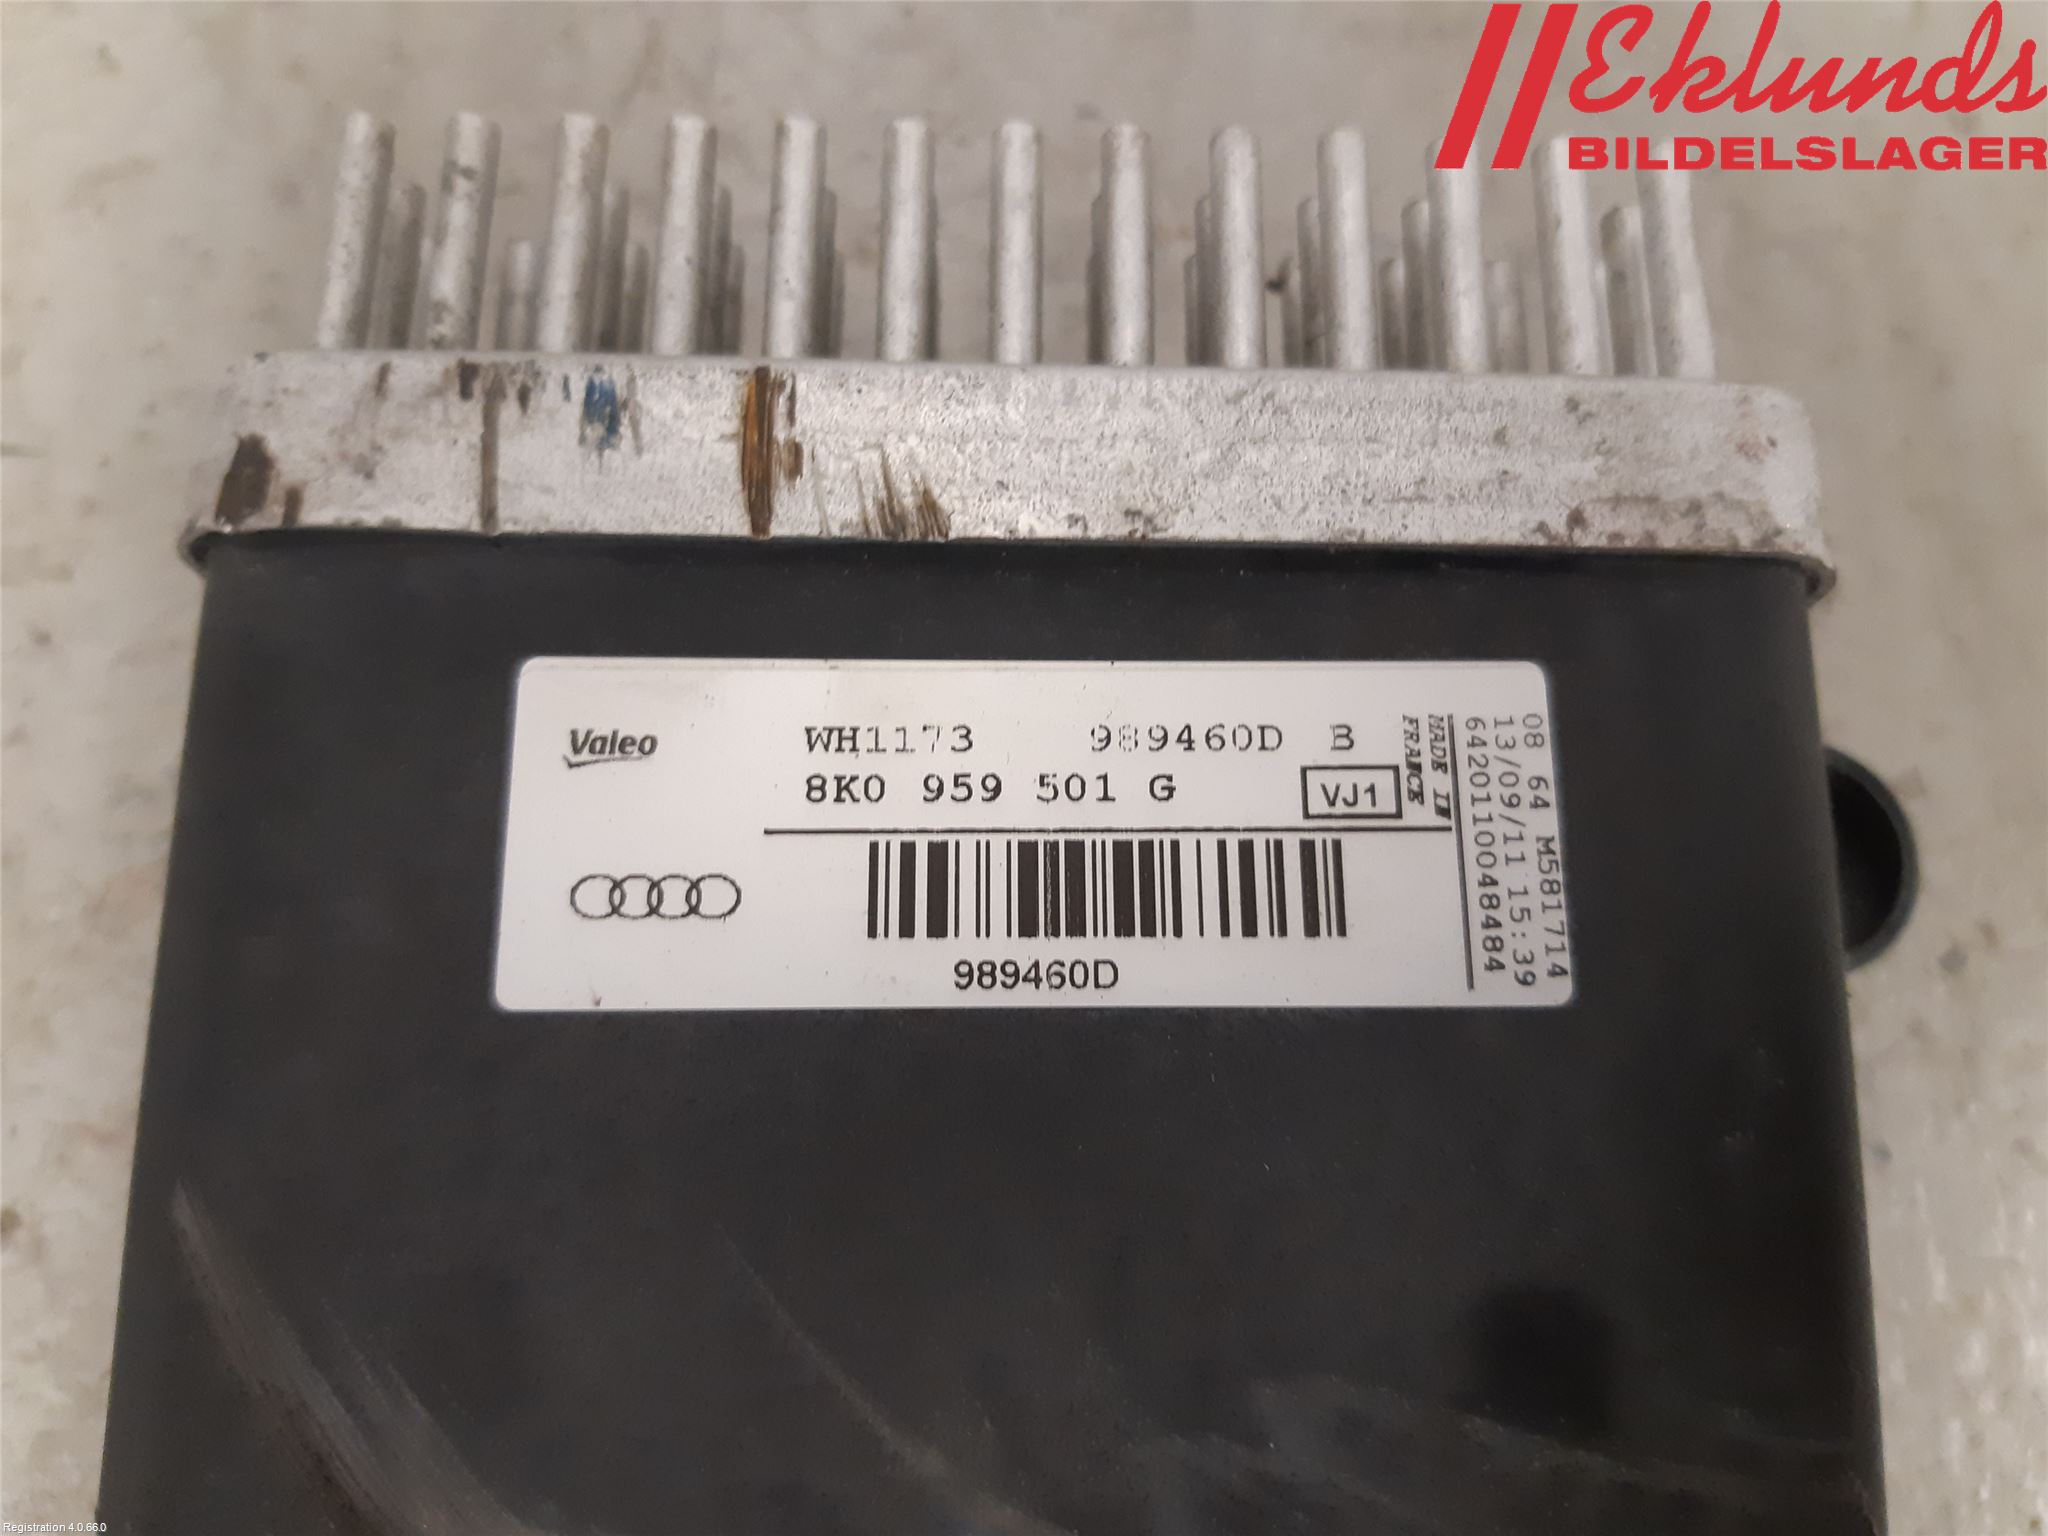 Eklunds
BILDELSLAGER
Valeo
WH1173 989460D B
8K0 959 501 G VJ1
MADE IN
FRANCE
989460D
08 64 M581714
13/09/11 15:39
6420110048484
Registration 4.0.66.0